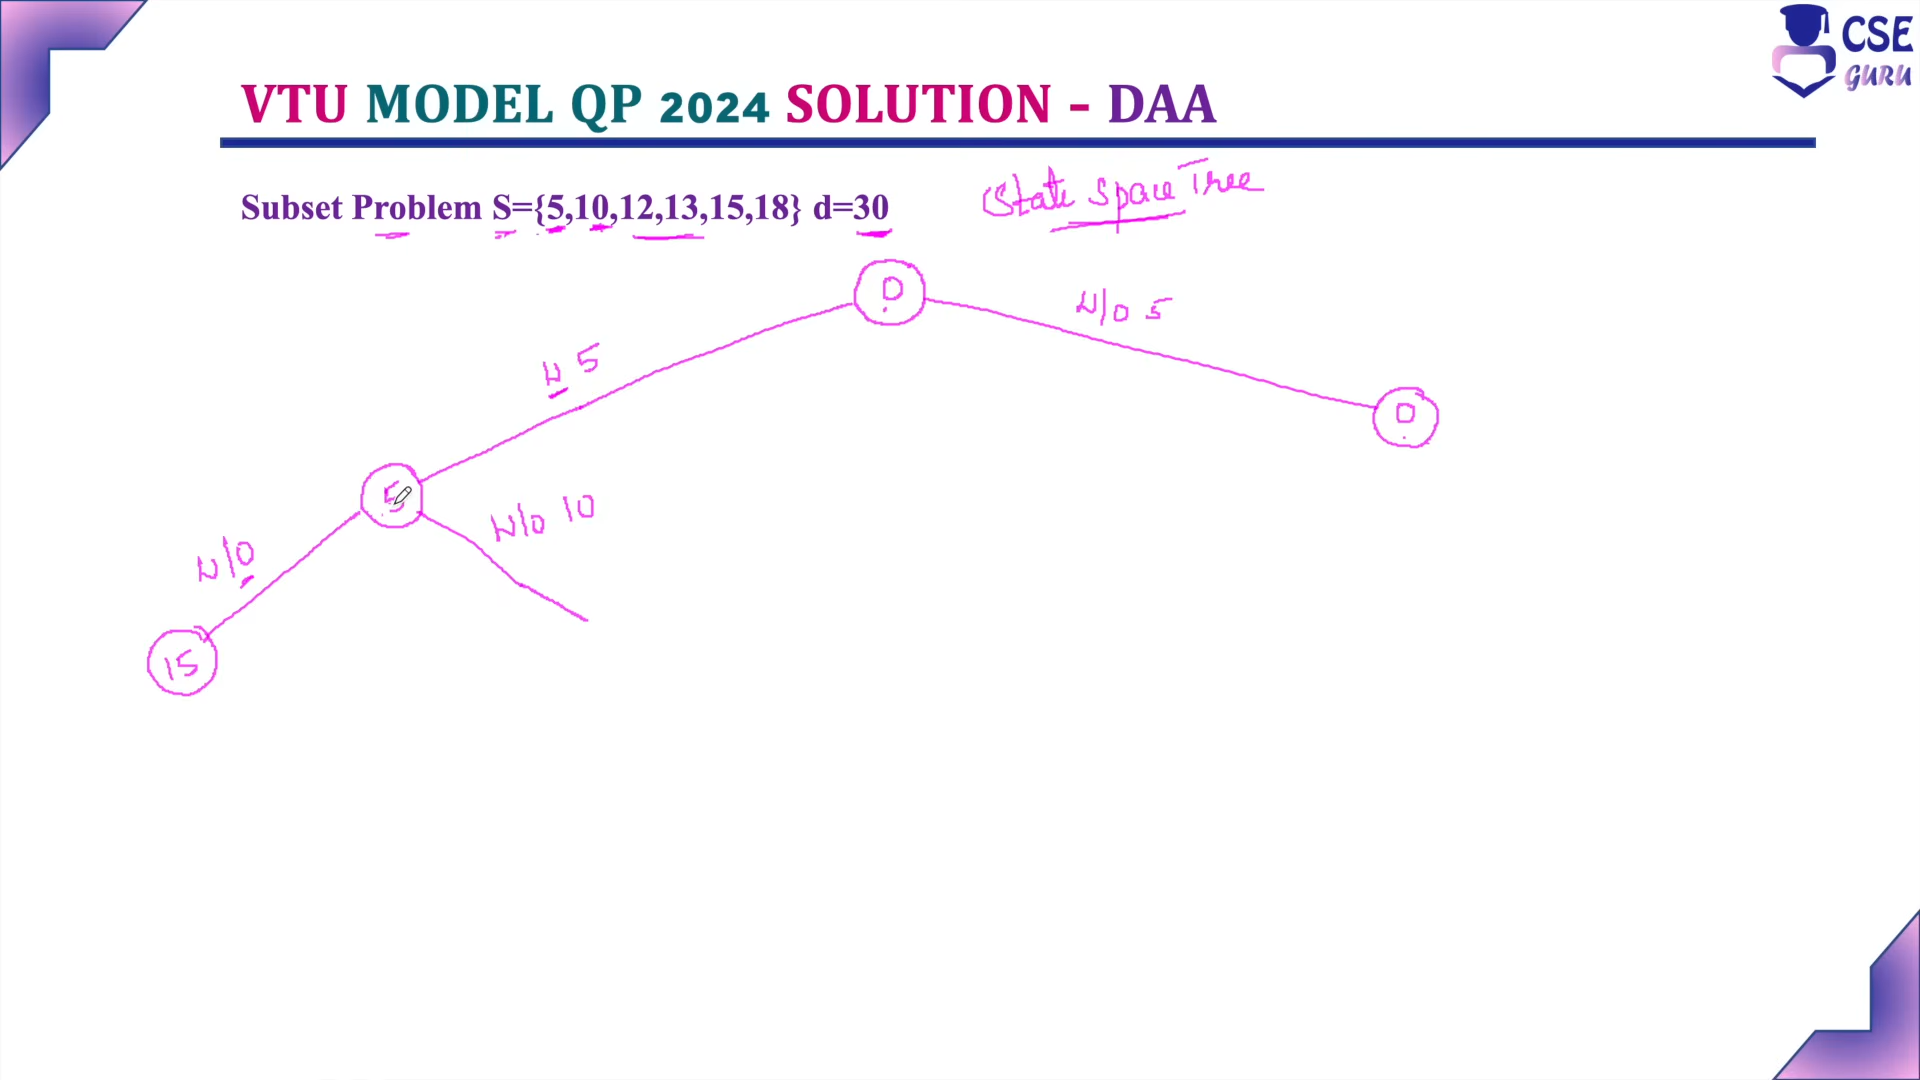 CSE
GURU
VTU MODEL QP 2024 SOLUTION - DAA
Subset Problem S={5,10,12,13,15,18} d=30
State Space Tree
0
W/O 5
W 5
0
5
W/O 10
W 10
15